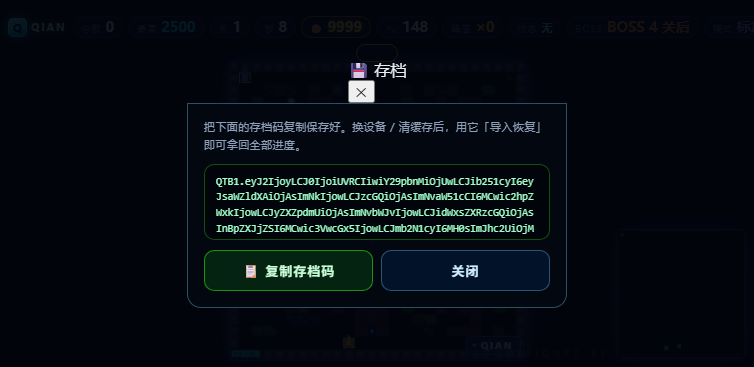 QIAN 2500 1 8 9999 148 ×0 无 BOSS 4 关后
存档
×
把下面的存档码复制保存好。换设备 / 清缓存后，用它「导入恢复」
即可拿回全部进度。
QTB1.eyJ2IjoyLCJ0IjoiUVRCIiwiY29pbnMiOjUwLCJib251cyI6ey
JsaWZldXAiOjAsImNkIjowLCJzcGQiOjAsImNvaW51cCI6MCwic2hpZ
WxkIjowLCJyZXZpdmUiOjAsImNvbWJvIjowLCJidWxsZXRzcGQiOjAs
InBpZXJjZSI6MCwic3VwcGx5IjowLCJmb2N1cyI6MH0sImJhc2UiOjM
复制存档码
关闭
QIAN